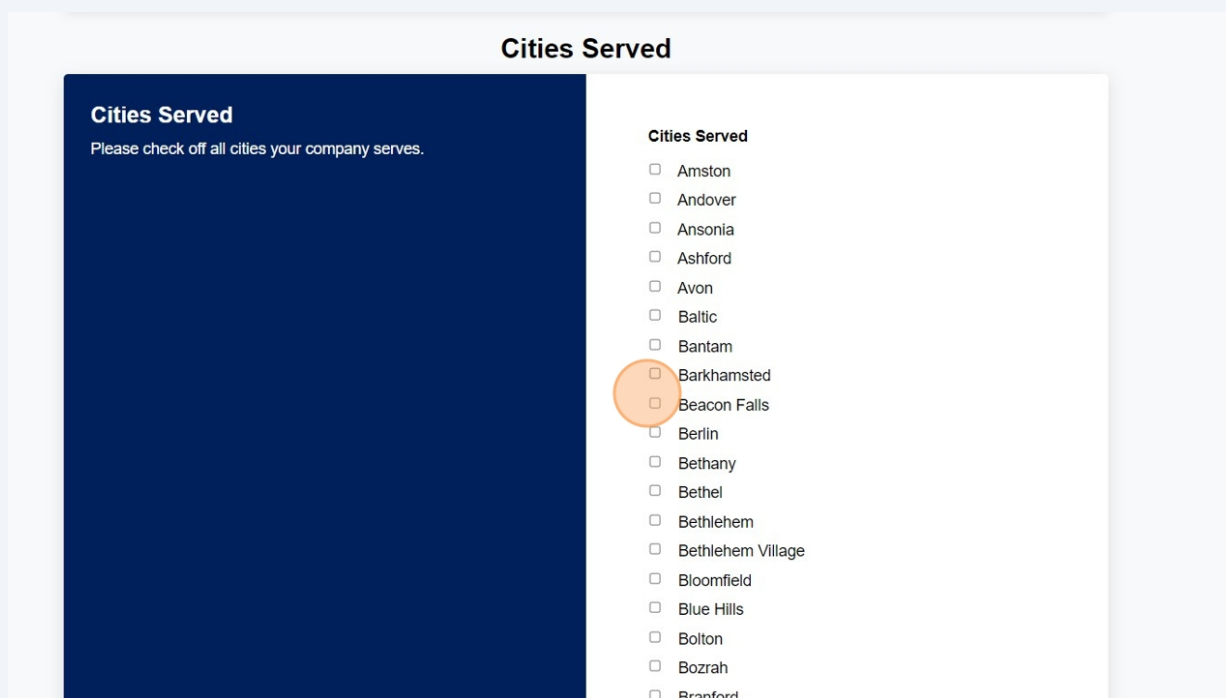 Cities Served
Cities Served
Please check off all cities your company serves.
Cities Served
Amston
Andover
Ansonia
Ashford
Avon
Baltic
Bantam
Barkhamsted
Beacon Falls
Berlin
Bethany
Bethel
Bethlehem
Bethlehem Village
Bloomfield
Blue Hills
Bolton
Bozrah
Branford